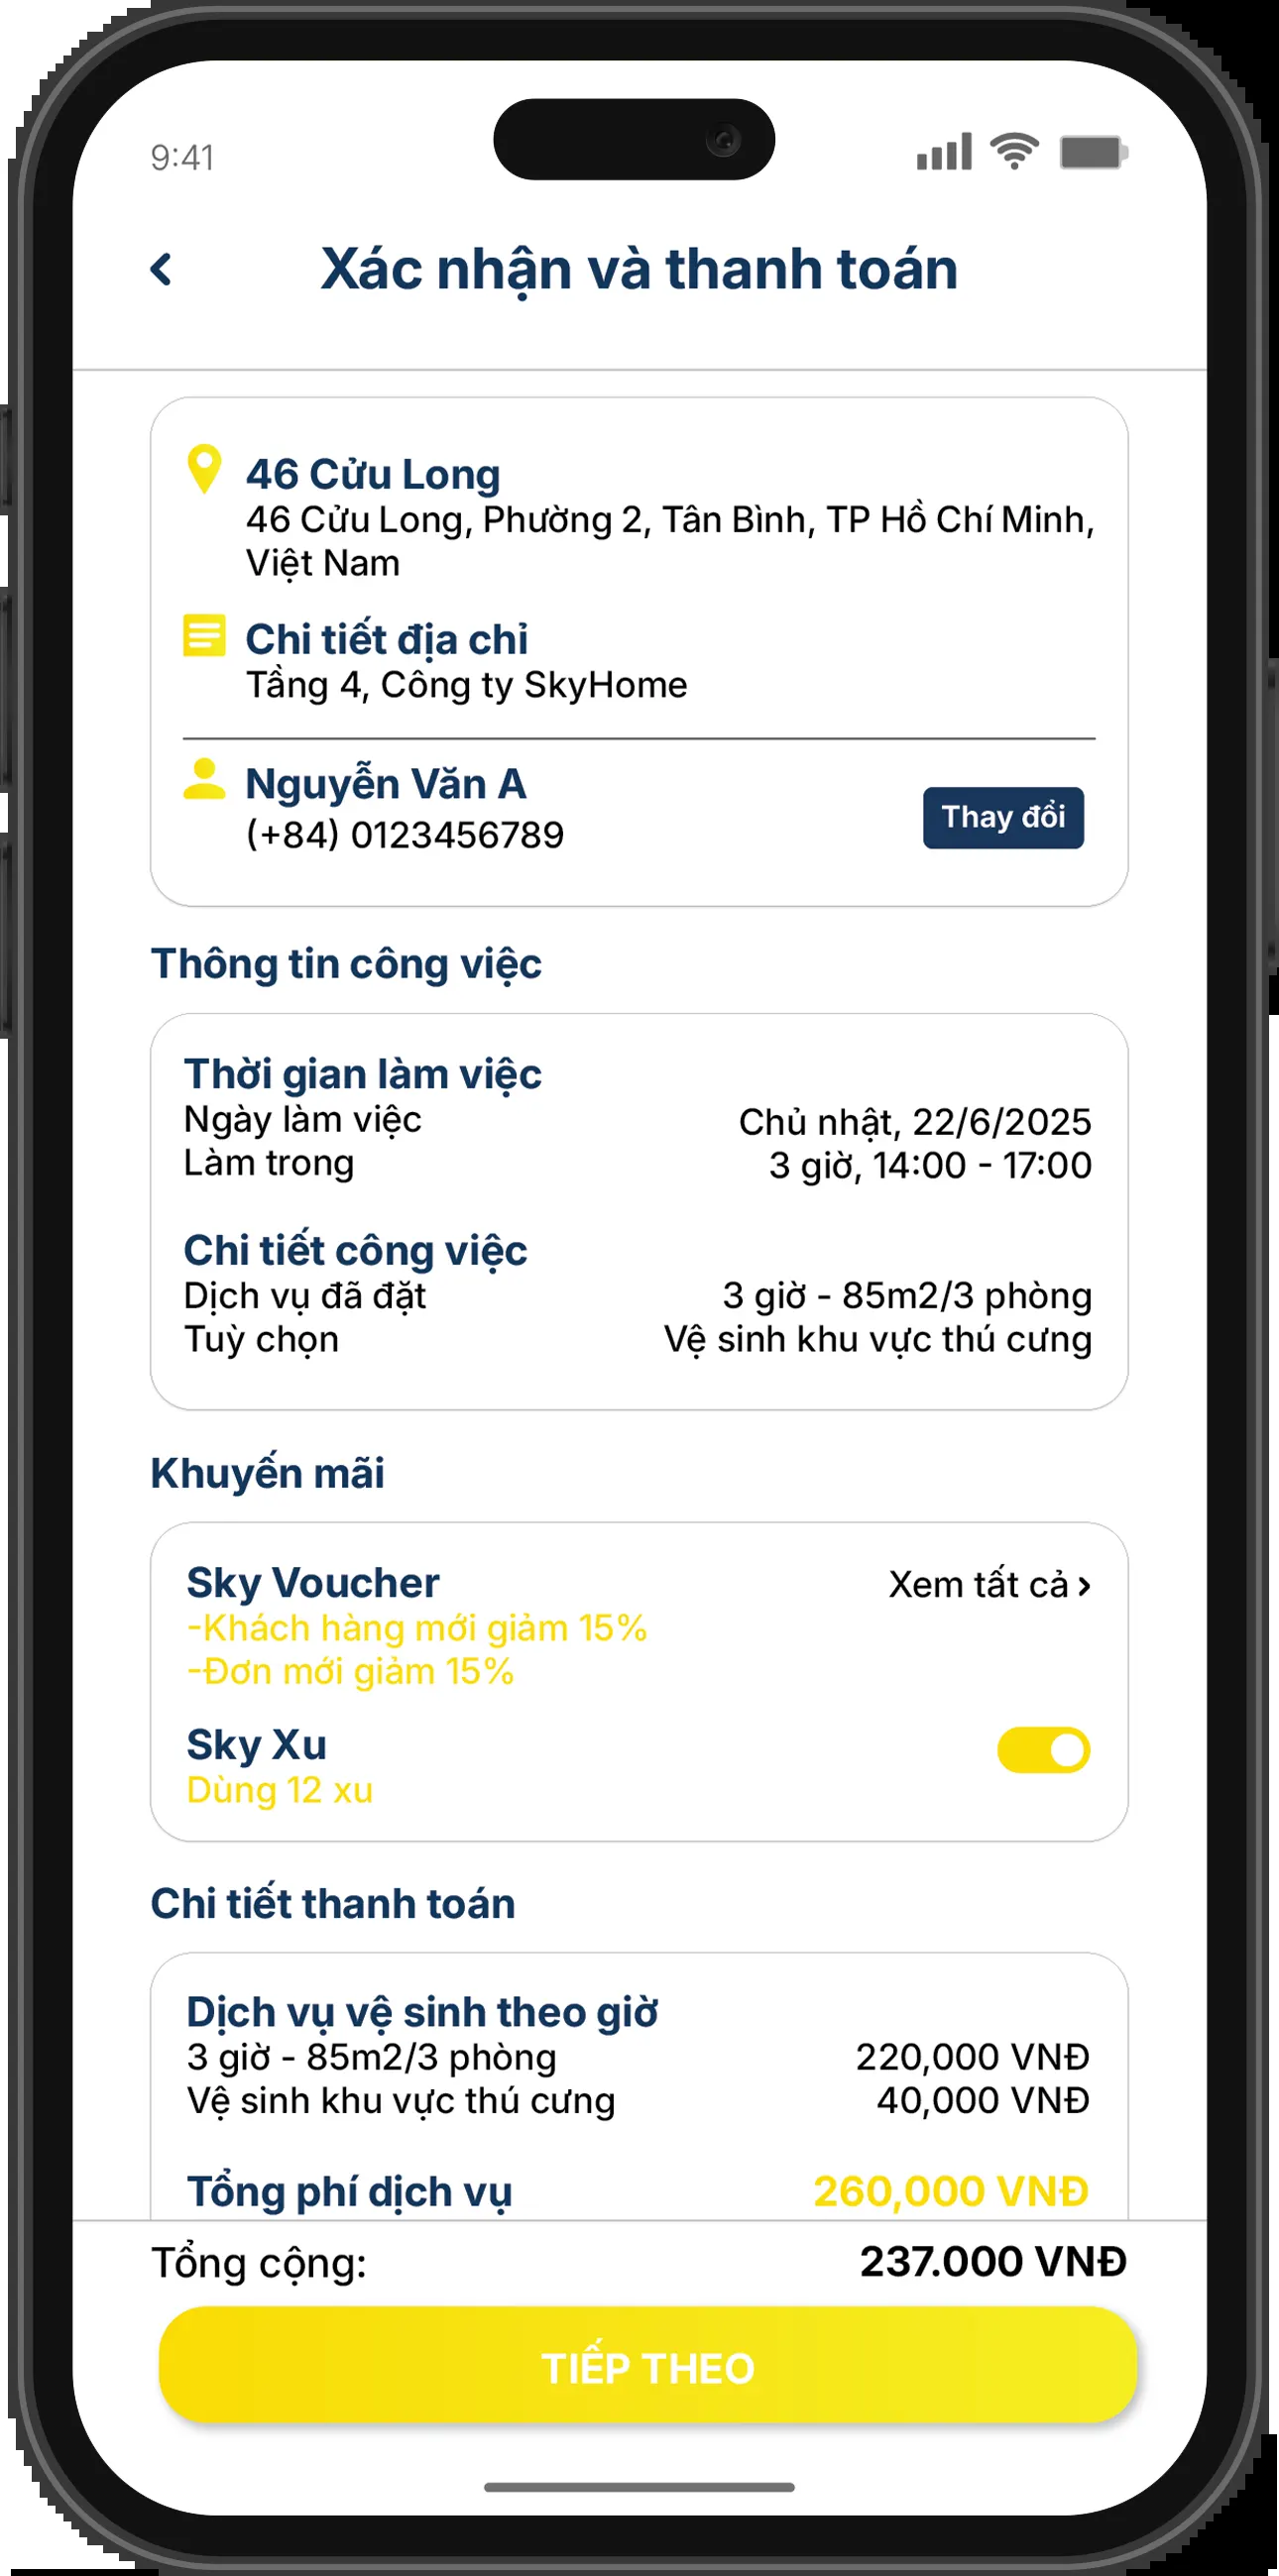 9:41
Xác nhận và thanh toán
46 Cửu Long
46 Cửu Long, Phường 2, Tân Bình, TP Hồ Chí Minh,
Việt Nam
Chi tiết địa chỉ
Tầng 4, Công ty SkyHome
Nguyễn Văn A
(+84) 0123456789
Thay đổi
Thông tin công việc
Thời gian làm việc
Ngày làm việc Chủ nhật, 22/6/2025
Làm trong 3 giờ, 14:00 - 17:00
Chi tiết công việc
Dịch vụ đã đặt 3 giờ - 85m2/3 phòng
Tuỳ chọn Vệ sinh khu vực thú cưng
Khuyến mãi
Sky Voucher Xem tất cả ›
-Khách hàng mới giảm 15%
-Đơn mới giảm 15%
Sky Xu
Dùng 12 xu
Chi tiết thanh toán
Dịch vụ vệ sinh theo giờ
3 giờ - 85m2/3 phòng 220,000 VNĐ
Vệ sinh khu vực thú cưng 40,000 VNĐ
Tổng phí dịch vụ 260,000 VNĐ
Tổng cộng: 237.000 VNĐ
TIẾP THEO